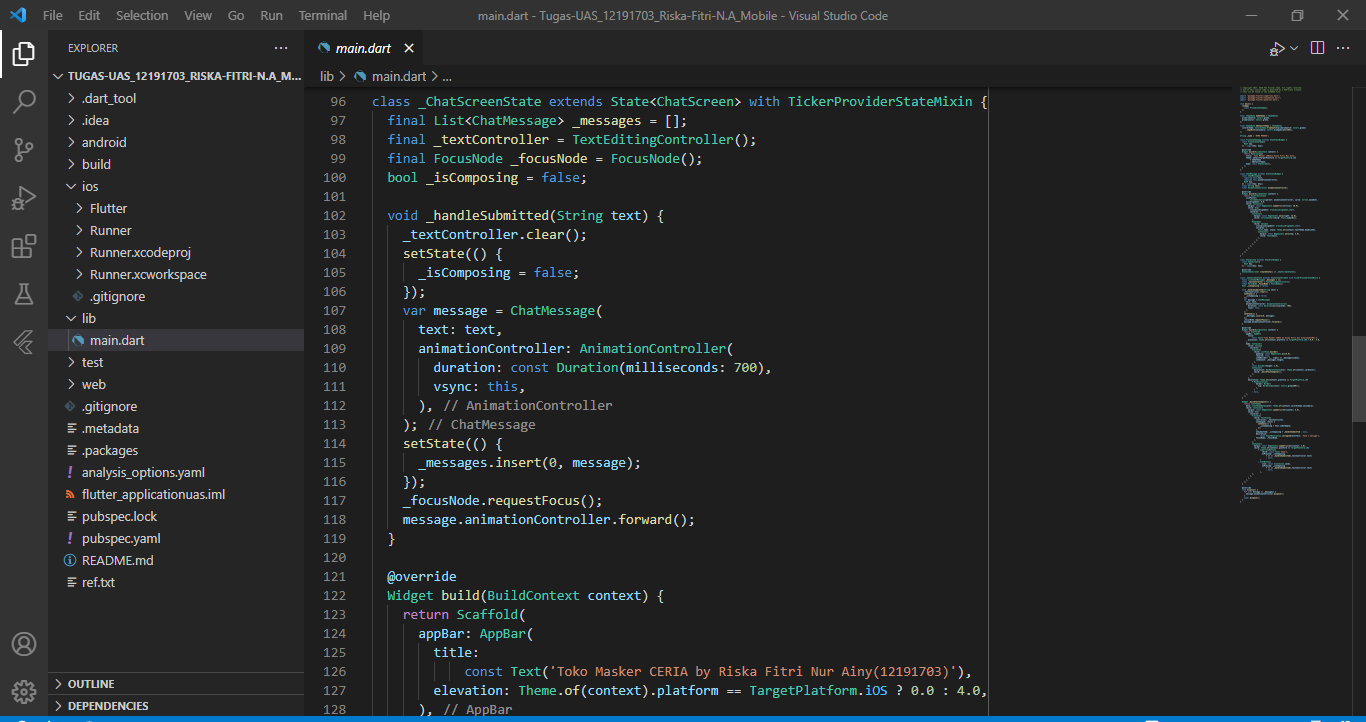 File Edit Selection View Go Run Terminal Help
main.dart - Tugas-UAS_12191703_Riska-Fitri-N.A_Mobile - Visual Studio Code
EXPLORER
TUGAS-UAS_12191703_RISKA-FITRI-N.A_M...
.dart_tool
.idea
android
build
ios
Flutter
Runner
Runner.xcodeproj
Runner.xcworkspace
.gitignore
lib
main.dart
test
web
.gitignore
.metadata
.packages
analysis_options.yaml
flutter_applicationuas.iml
pubspec.lock
pubspec.yaml
README.md
ref.txt
OUTLINE
DEPENDENCIES
main.dart
lib > main.dart > ...
96 class _ChatScreenState extends State<ChatScreen> with TickerProviderStateMixin {
97 final List<ChatMessage> _messages = [];
98 final _textController = TextEditingController();
99 final FocusNode _focusNode = FocusNode();
100 bool _isComposing = false;
101
102 void _handleSubmitted(String text) {
103 _textController.clear();
104 setState(() {
105 _isComposing = false;
106 });
107 var message = ChatMessage(
108 text: text,
109 animationController: AnimationController(
110 duration: const Duration(milliseconds: 700),
111 vsync: this,
112 ), // AnimationController
113 ); // ChatMessage
114 setState(() {
115 _messages.insert(0, message);
116 });
117 _focusNode.requestFocus();
118 message.animationController.forward();
119 }
120
121 @override
122 Widget build(BuildContext context) {
123 return Scaffold(
124 appBar: AppBar(
125 title:
126 const Text('Toko Masker CERIA by Riska Fitri Nur Ainy(12191703)'),
127 elevation: Theme.of(context).platform == TargetPlatform.iOS ? 0.0 : 4.0,
128 ), // AppBar